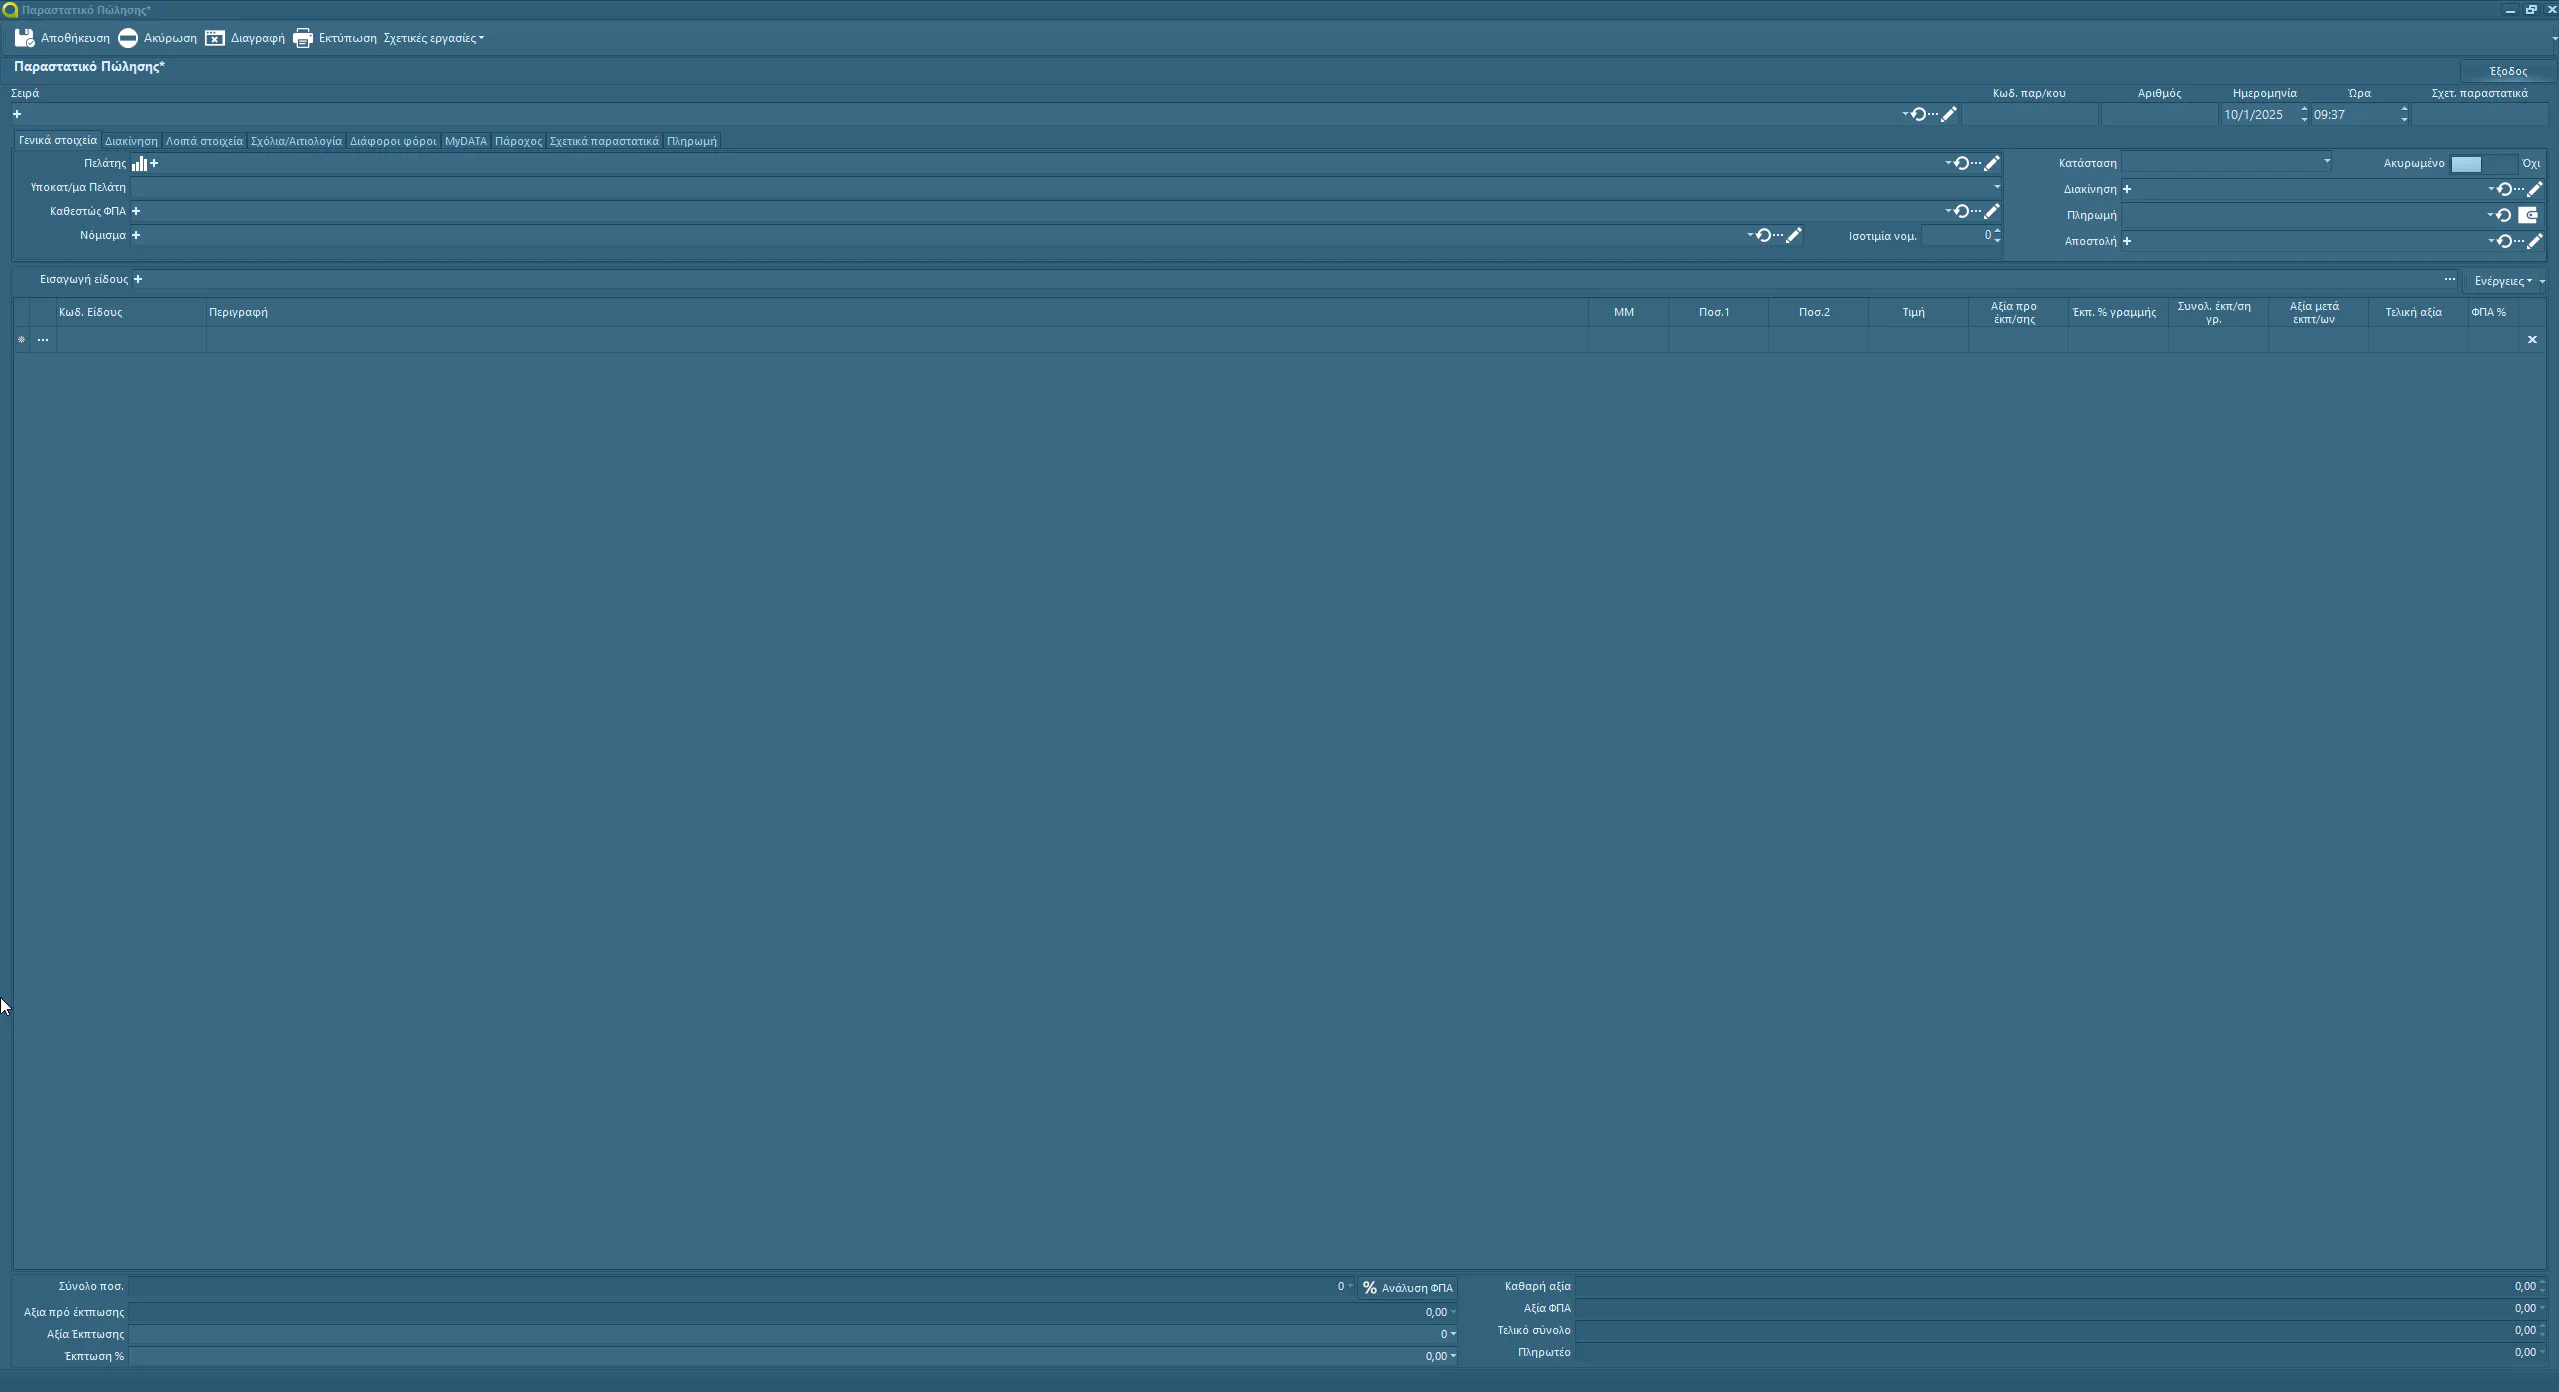 Παραστατικό Πώλησης*
Αποθήκευση Ακύρωση Διαγραφή Εκτύπωση Σχετικές εργασίες
Παραστατικό Πώλησης*
Έξοδος
Σειρά Κωδ. παρ/κου Αριθμός Ημερομηνία Ώρα Σχετ. παραστατικά
10/1/2025 09:37
Γενικά στοιχεία Διακίνηση Λοιπά στοιχεία Σχόλια/Αιτιολογία Διάφοροι φόροι MyDATA Πάροχος Σχετικά παραστατικά Πληρωμή
Πελάτης Κατάσταση Ακυρωμένο Όχι
Υποκατ/μα Πελάτη Διακίνηση
Καθεστώς ΦΠΑ Πληρωμή
Νόμισμα Ισοτιμία νομ. 0 Αποστολή
Εισαγωγή είδους Ενέργειες
Κωδ. Είδους Περιγραφή ΜΜ Ποσ.1 Ποσ.2 Τιμή Αξία προ έκπ/σης Έκπ. % γραμμής Συνολ. έκπ/ση γρ. Αξία μετά εκπτ/ων Τελική αξία ΦΠΑ %
Σύνολο ποσ. 0 % Ανάλυση ΦΠΑ Καθαρή αξία 0,00
Αξια πρό έκτπωσης 0,00 Αξία ΦΠΑ 0,00
Αξία Έκπτωσης 0 Τελικό σύνολο 0,00
Έκπτωση % 0,00 Πληρωτέο 0,00